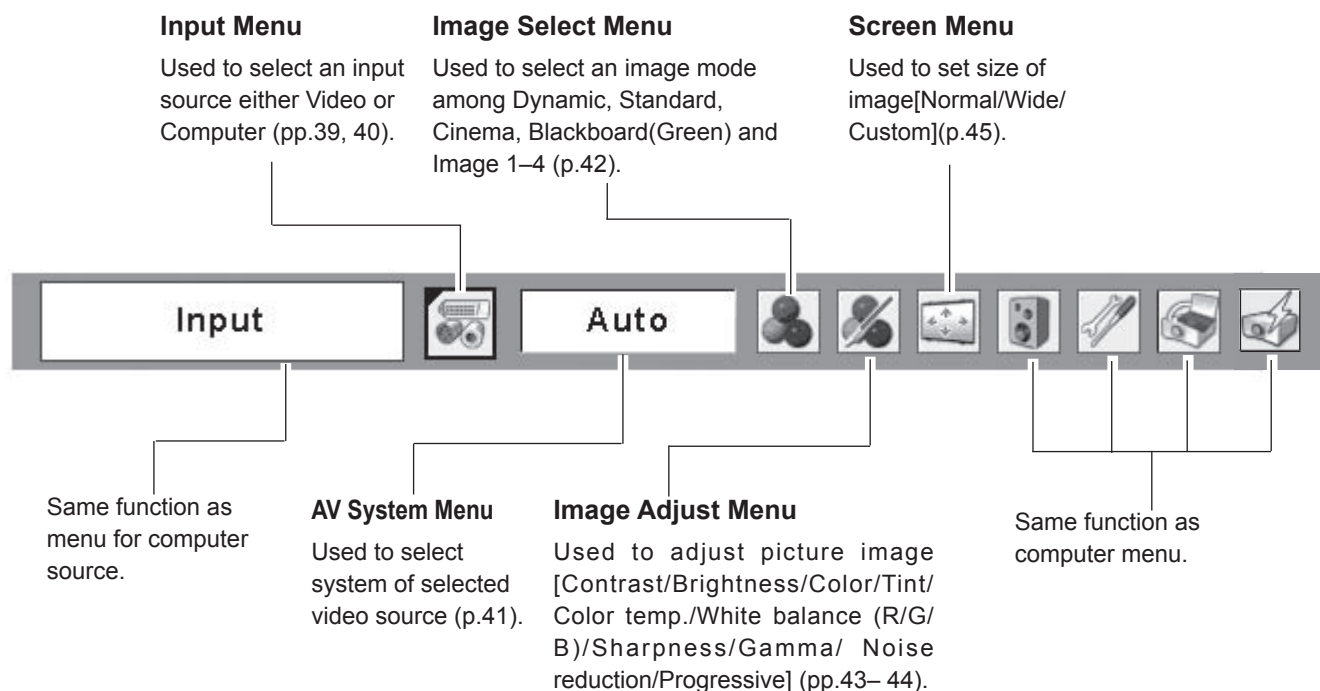 Input Menu
Used to select an input
source either Video or
Computer (pp.39, 40).
Image Select Menu
Used to select an image mode
among Dynamic, Standard,
Cinema, Blackboard(Green) and
Image 1–4 (p.42).
Screen Menu
Used to set size of
image[Normal/Wide/
Custom](p.45).
Input
Auto
Same function as
menu for computer
source.
AV System Menu
Used to select
system of selected
video source (p.41).
Image Adjust Menu
Used to adjust picture image
[Contrast/Brightness/Color/Tint/
Color temp./White balance (R/G/
B)/Sharpness/Gamma/ Noise
reduction/Progressive] (pp.43– 44).
Same function as
computer menu.